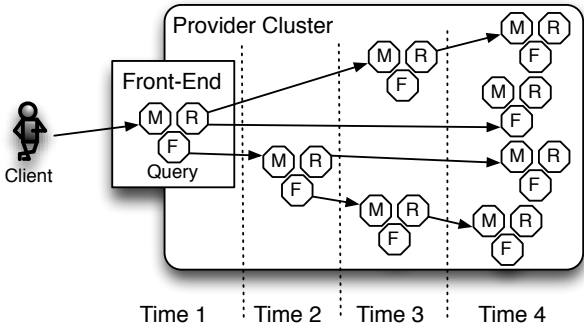 Provider Cluster
M R
F
M R
F
Front-End
M R
F
Query
M R
F
Client
M R
F
M R
F
M R
F
M R
F
Time 1 Time 2 Time 3 Time 4